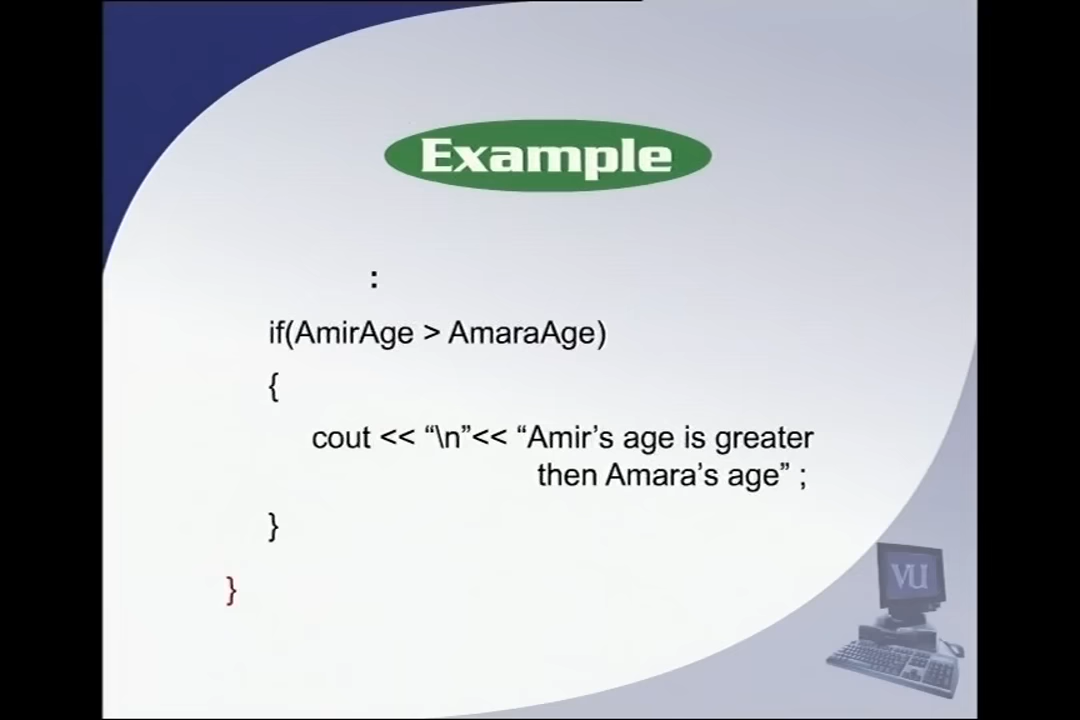 Example
:
if(AmirAge > AmaraAge)
{
cout << “\n”<< “Amir’s age is greater
then Amara’s age” ;
}
}
VU